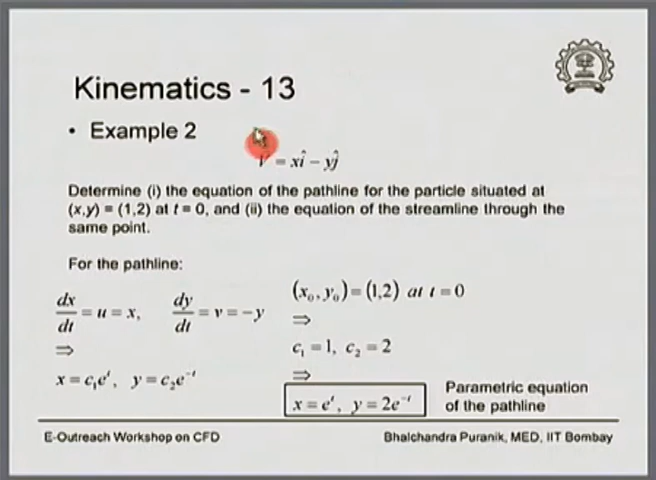 Kinematics - 13
• Example 2
V = xî - yĵ
Determine (i) the equation of the pathline for the particle situated at
(x,y) = (1,2) at t = 0, and (ii) the equation of the streamline through the
same point.
For the pathline:
dx/dt = u = x, dy/dt = v = -y
⇒
x = c₁eᵗ, y = c₂e⁻ᵗ
(x₀, y₀) = (1,2) at t = 0
⇒
c₁ = 1, c₂ = 2
⇒
x = eᵗ, y = 2e⁻ᵗ
Parametric equation
of the pathline
E-Outreach Workshop on CFD
Bhalchandra Puranik, MED, IIT Bombay